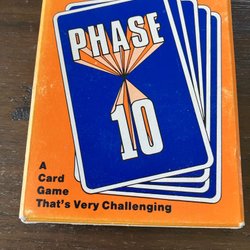 PHASE
10
A
Card
Game
That's Very Challenging